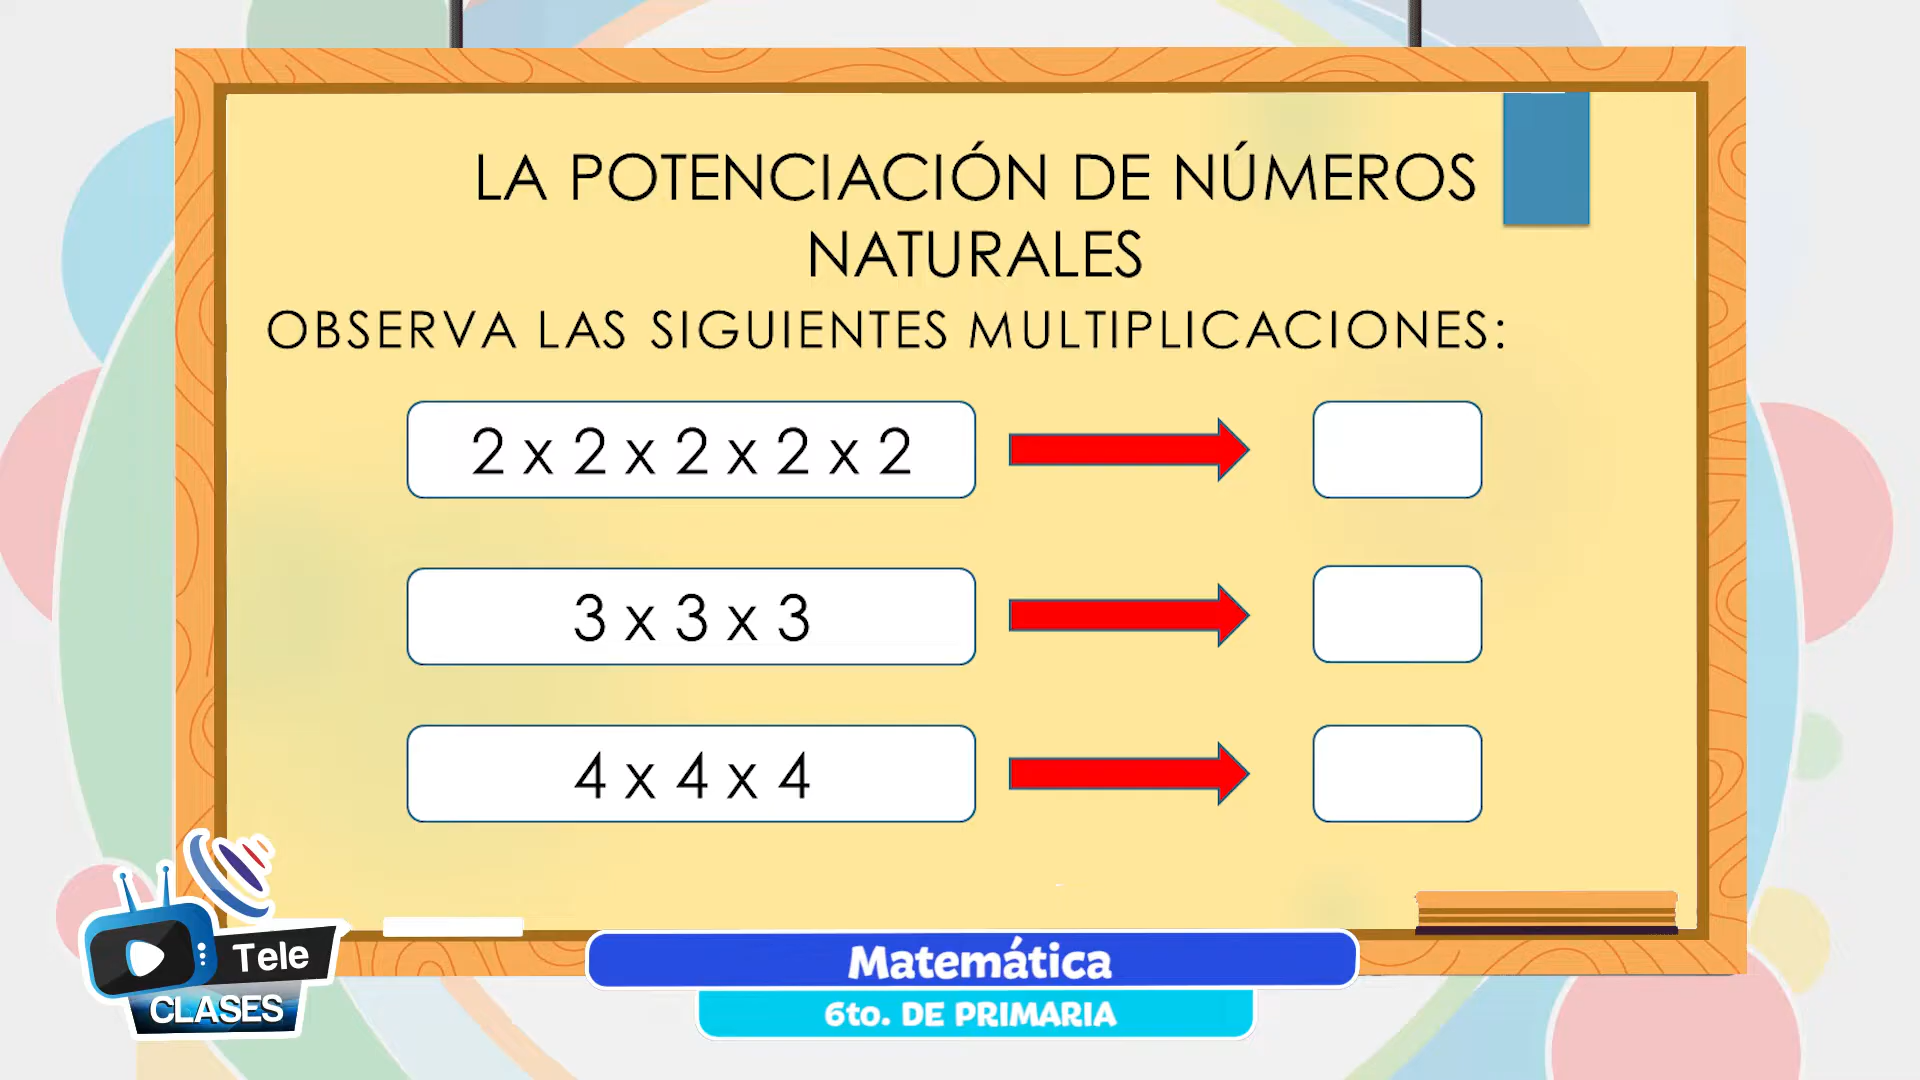 LA POTENCIACIÓN DE NÚMEROS
NATURALES
OBSERVA LAS SIGUIENTES MULTIPLICACIONES:
2 x 2 x 2 x 2 x 2
3 x 3 x 3
4 x 4 x 4
Tele
CLASES
Matemática
6to. DE PRIMARIA